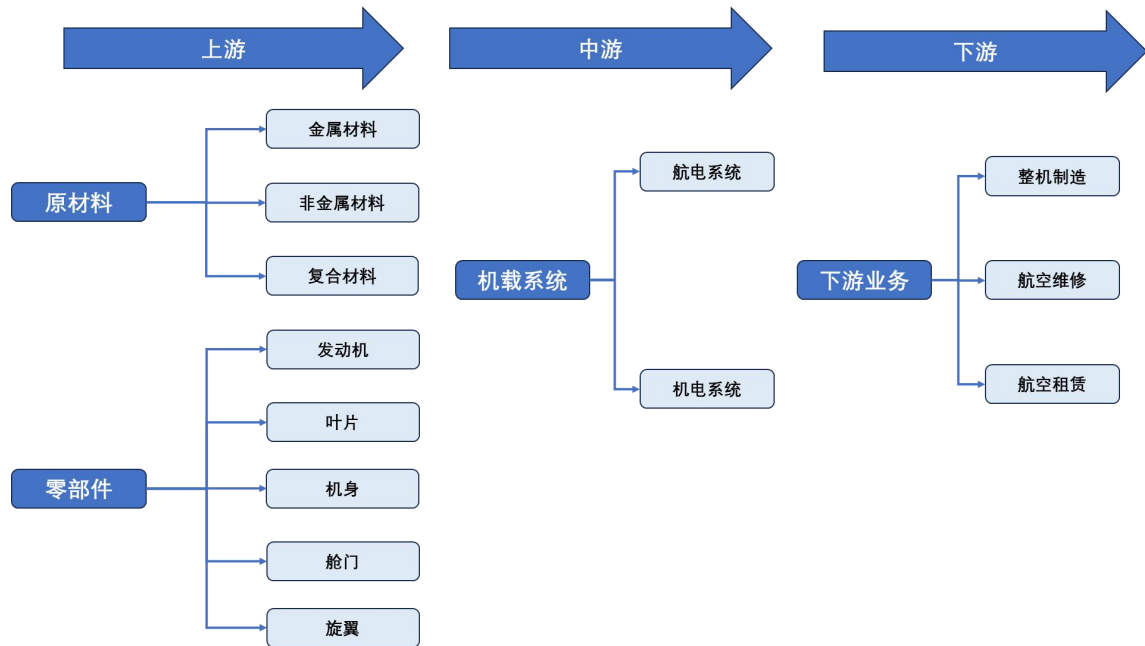 上游
中游
下游
原材料
金属材料
非金属材料
复合材料
零部件
发动机
叶片
机身
舱门
旋翼
机载系统
航电系统
机电系统
下游业务
整机制造
航空维修
航空租赁